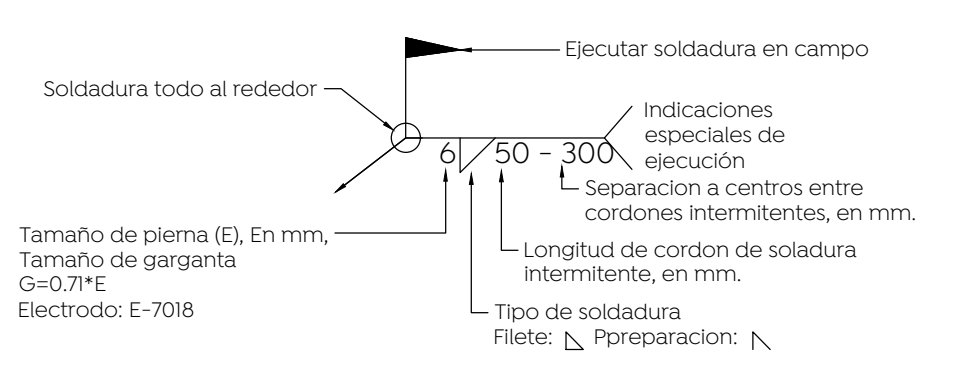 Ejecutar soldadura en campo
Soldadura todo al rededor
Indicaciones
especiales de
ejecución
6 50 - 300
Separacion a centros entre
cordones intermitentes, en mm.
Tamaño de pierna (E), En mm,
Tamaño de garganta
G=0.71*E
Electrodo: E-7018
Longitud de cordon de soladura
intermitente, en mm.
Tipo de soldadura
Filete: Ppreparacion: